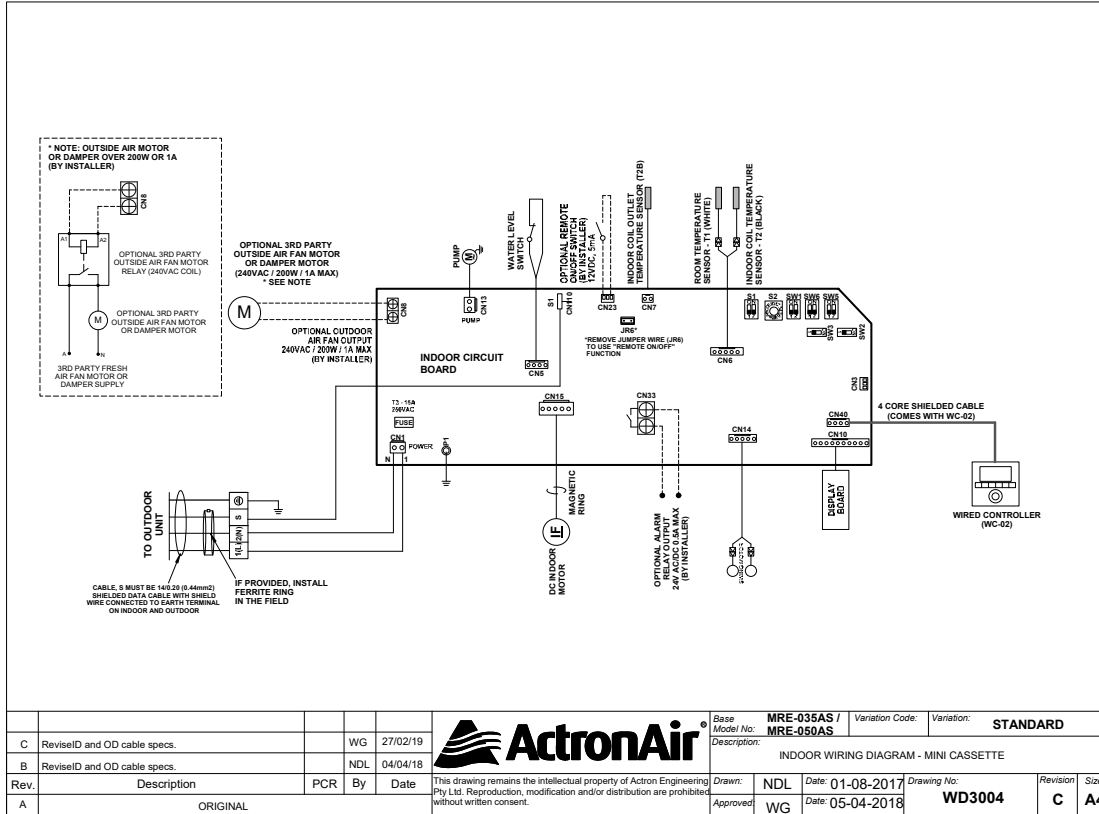 * NOTE: OUTSIDE AIR MOTOR
OR DAMPER OVER 200W OR 1A
(BY INSTALLER)
CN8
A1
A2
OPTIONAL 3RD PARTY
OUTSIDE AIR FAN MOTOR
RELAY (240VAC COIL)
M
OPTIONAL 3RD PARTY
OUTSIDE AIR FAN MOTOR
OR DAMPER MOTOR
A
N
3RD PARTY FRESH
AIR FAN MOTOR OR
DAMPER SUPPLY
OPTIONAL 3RD PARTY
OUTSIDE AIR FAN MOTOR
OR DAMPER MOTOR
(240VAC / 200W / 1A MAX)
* SEE NOTE
M
CN8
OPTIONAL OUTDOOR
AIR FAN OUTPUT
240VAC / 200W / 1A MAX
(BY INSTALLER)
PUMP
M
CN13
PUMP
WATER LEVEL
SWITCH
CN5
S1
CN110
OPTIONAL REMOTE
ON/OFF SWITCH
(BY INSTALLER)
12VDC, 5mA
CN23
INDOOR COIL OUTLET
TEMPERATURE SENSOR (T2B)
CN7
JR6*
*REMOVE JUMPER WIRE (JR6)
TO USE "REMOTE ON/OFF"
FUNCTION
ROOM TEMPERATURE
SENSOR - T1 (WHITE)
INDOOR COIL TEMPERATURE
SENSOR - T2 (BLACK)
CN6
S1
S2
SW1
SW6
SW5
SW3
SW2
CN3
INDOOR CIRCUIT
BOARD
T3 - 15A
250VAC
FUSE
CN1
POWER
N
1
P1
CN15
MAGNETIC
RING
IF
DC INDOOR
MOTOR
CN33
OPTIONAL ALARM
RELAY OUTPUT
24V AC/DC 0.5A MAX
(BY INSTALLER)
CN14
SWING MOTOR
CN40
CN10
DISPLAY
BOARD
4 CORE SHIELDED CABLE
(COMES WITH WC-02)
WIRED CONTROLLER
(WC-02)
TO OUTDOOR
UNIT
S
2(N)
1(L)
CABLE, S MUST BE 14/0.20 (0.44mm2)
SHIELDED DATA CABLE WITH SHIELD
WIRE CONNECTED TO EARTH TERMINAL
ON INDOOR AND OUTDOOR
IF PROVIDED, INSTALL
FERRITE RING
IN THE FIELD
C ReviseID and OD cable specs. WG 27/02/19
B ReviseID and OD cable specs. NDL 04/04/18
Rev. Description PCR By Date
A ORIGINAL
ActronAir®
This drawing remains the intellectual property of Actron Engineering
Pty Ltd. Reproduction, modification and/or distribution are prohibited
without written consent.
Base
Model No: MRE-035AS /
MRE-050AS
Variation Code:
Variation: STANDARD
Description:
INDOOR WIRING DIAGRAM - MINI CASSETTE
Drawn: NDL Date: 01-08-2017
Approved: WG Date: 05-04-2018
Drawing No:
WD3004
Revision
C
Size
A4